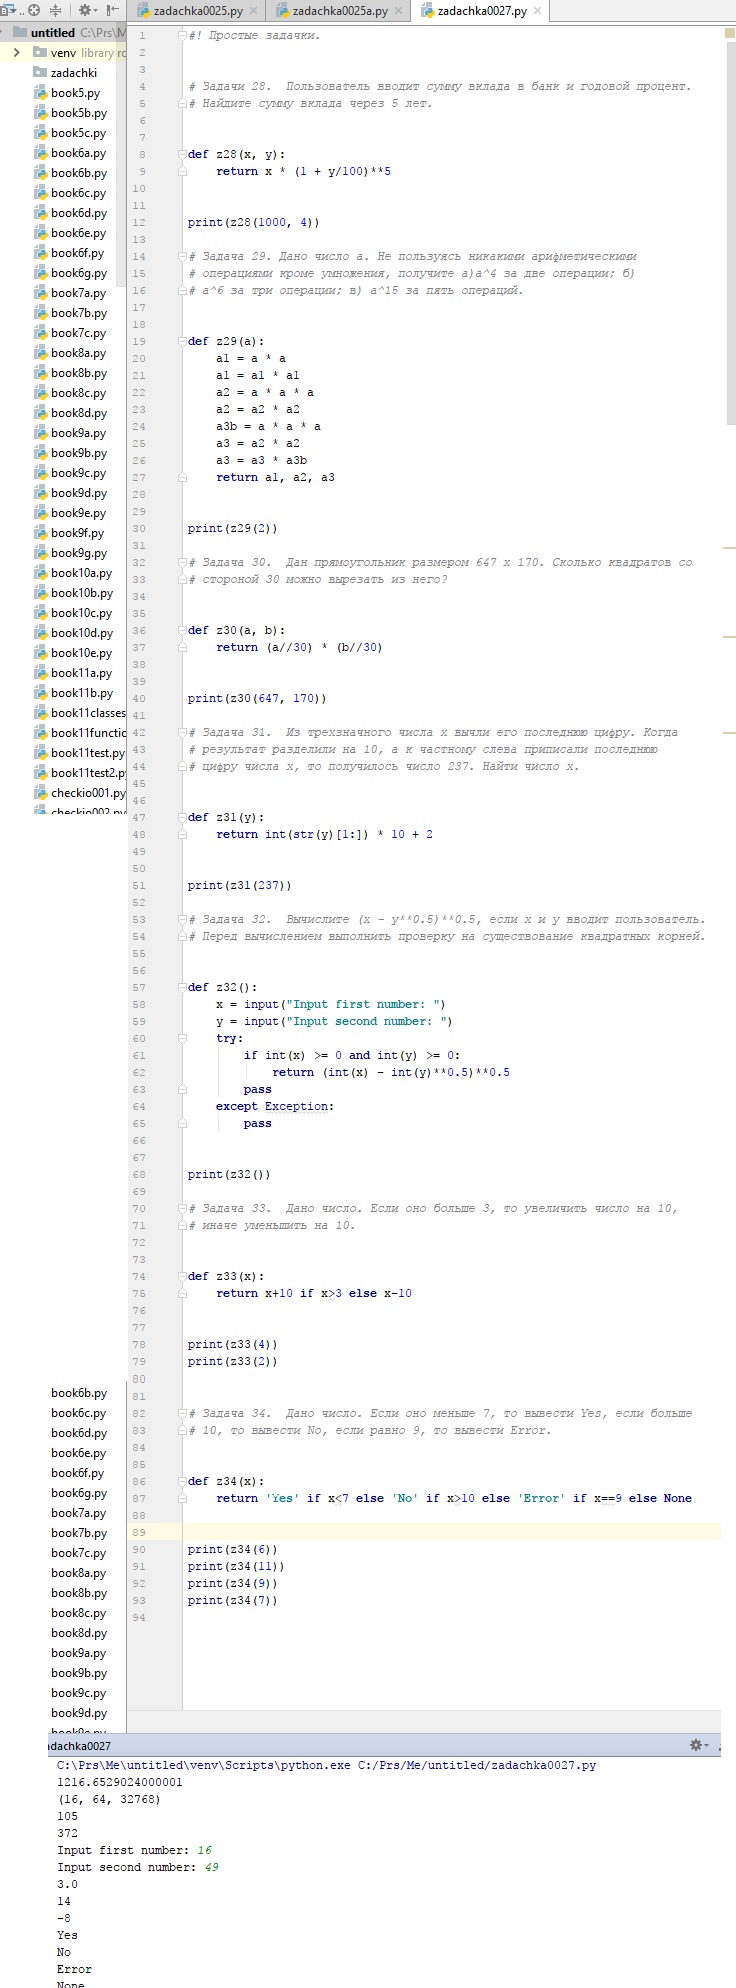 zadachka0025.py
zadachka0025a.py
zadachka0027.py
untitled C:\Prs\M
venv library ro
zadachki
book5.py
book5b.py
book5c.py
book6a.py
book6b.py
book6c.py
book6d.py
book6e.py
book6f.py
book6g.py
book7a.py
book7b.py
book7c.py
book8a.py
book8b.py
book8c.py
book8d.py
book9a.py
book9b.py
book9c.py
book9d.py
book9e.py
book9f.py
book9g.py
book10a.py
book10b.py
book10c.py
book10d.py
book10e.py
book11a.py
book11b.py
book11classes
book11functic
book11test.py
book11test2.py
checkio001.py
checkio002.py
book6b.py
book6c.py
book6d.py
book6e.py
book6f.py
book6g.py
book7a.py
book7b.py
book7c.py
book8a.py
book8b.py
book8c.py
book8d.py
book9a.py
book9b.py
book9c.py
book9d.py
book9e.py
1 #! Простые задачки.
2
3
4 # Задачи 28.  Пользователь вводит сумму вклада в банк и годовой процент.
5 # Найдите сумму вклада через 5 лет.
6
7
8 def z28(x, y):
9     return x * (1 + y/100)**5
10
11
12 print(z28(1000, 4))
13
14 # Задача 29. Дано число a. Не пользуясь никакими арифметическими
15 # операциями кроме умножения, получите а)a^4 за две операции; б)
16 # a^6 за три операции; в) a^15 за пять операций.
17
18
19 def z29(a):
20     a1 = a * a
21     a1 = a1 * a1
22     a2 = a * a * a
23     a2 = a2 * a2
24     a3b = a * a * a
25     a3 = a2 * a2
26     a3 = a3 * a3b
27     return a1, a2, a3
28
29
30 print(z29(2))
31
32 # Задача 30.  Дан прямоугольник размером 647 x 170. Сколько квадратов со
33 # стороной 30 можно вырезать из него?
34
35
36 def z30(a, b):
37     return (a//30) * (b//30)
38
39
40 print(z30(647, 170))
41
42 # Задача 31.  Из трехзначного числа x вычли его последнюю цифру. Когда
43 # результат разделили на 10, а к частному слева приписали последнюю
44 # цифру числа x, то получилось число 237. Найти число x.
45
46
47 def z31(y):
48     return int(str(y)[1:]) * 10 + 2
49
50
51 print(z31(237))
52
53 # Задача 32.  Вычислите (x - y**0.5)**0.5, если x и y вводит пользователь.
54 # Перед вычислением выполнить проверку на существование квадратных корней.
55
56
57 def z32():
58     x = input("Input first number: ")
59     y = input("Input second number: ")
60     try:
61         if int(x) >= 0 and int(y) >= 0:
62             return (int(x) - int(y)**0.5)**0.5
63         pass
64     except Exception:
65         pass
66
67
68 print(z32())
69
70 # Задача 33.  Дано число. Если оно больше 3, то увеличить число на 10,
71 # иначе уменьшить на 10.
72
73
74 def z33(x):
75     return x+10 if x>3 else x-10
76
77
78 print(z33(4))
79 print(z33(2))
80
81
82 # Задача 34.  Дано число. Если оно меньше 7, то вывести Yes, если больше
83 # 10, то вывести No, если равно 9, то вывести Error.
84
85
86 def z34(x):
87     return 'Yes' if x<7 else 'No' if x>10 else 'Error' if x==9 else None
88
89
90 print(z34(6))
91 print(z34(11))
92 print(z34(9))
93 print(z34(7))
94
adachka0027
C:\Prs\Me\untitled\venv\Scripts\python.exe C:/Prs/Me/untitled/zadachka0027.py
1216.6529024000001
(16, 64, 32768)
105
372
Input first number: 16
Input second number: 49
3.0
14
-8
Yes
No
Error
None